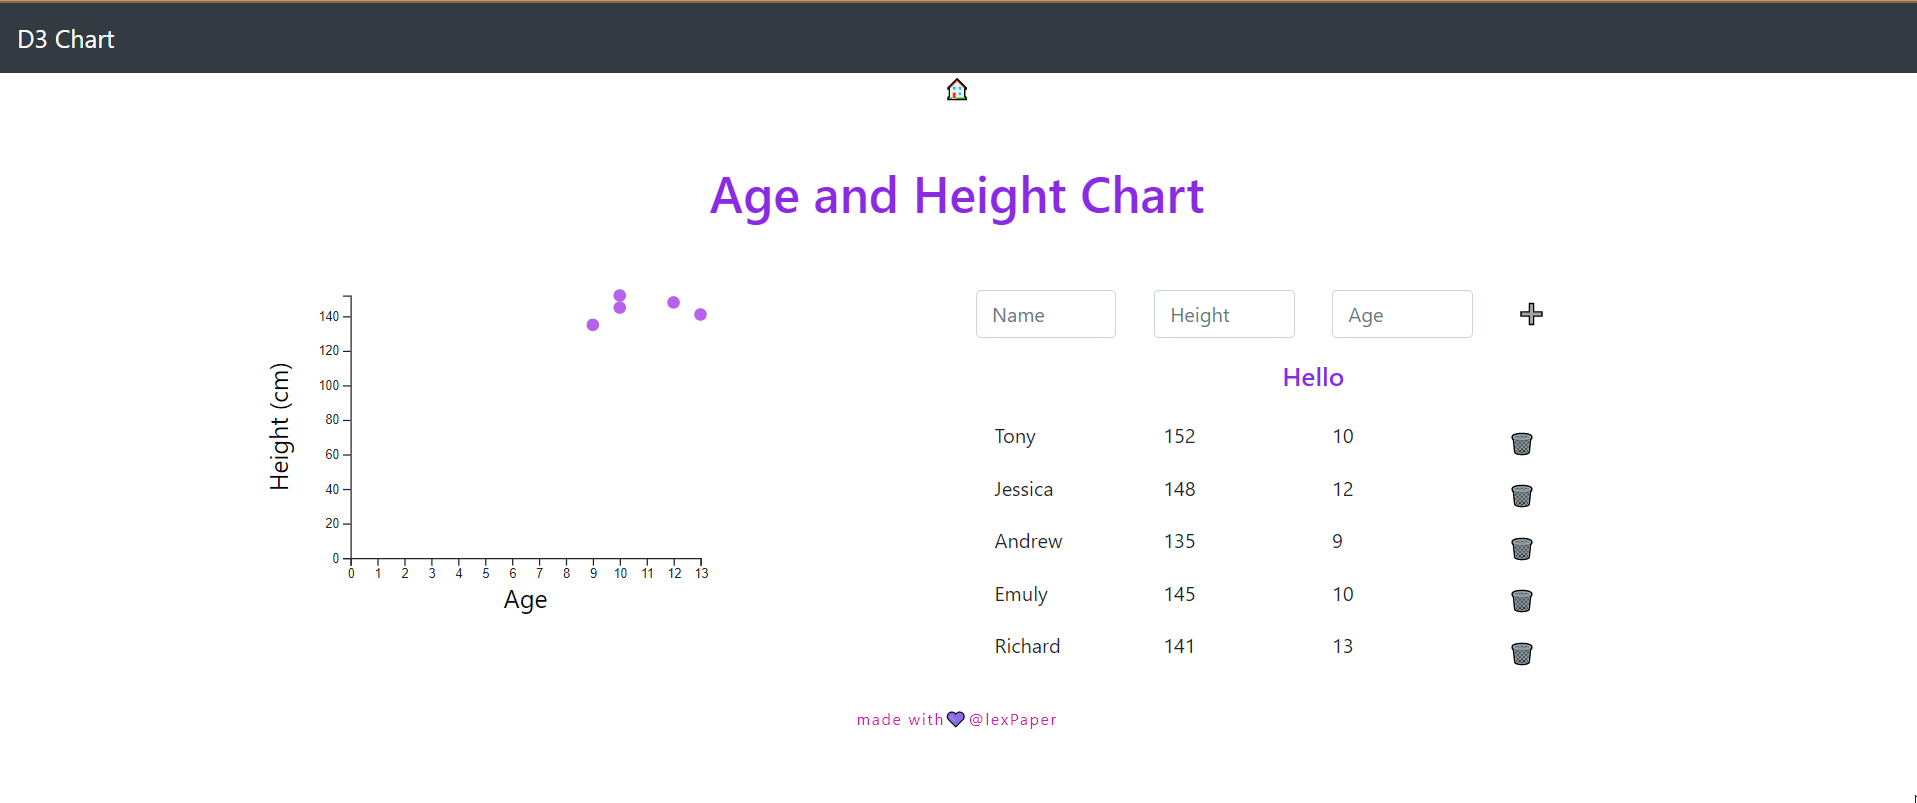 D3 Chart
Age and Height Chart
140
120
100
80
60
40
20
0
Height (cm)
0 1 2 3 4 5 6 7 8 9 10 11 12 13
Age
Name Height Age
Hello
Tony 152 10
Jessica 148 12
Andrew 135 9
Emuly 145 10
Richard 141 13
made with 💜 @lexPaper